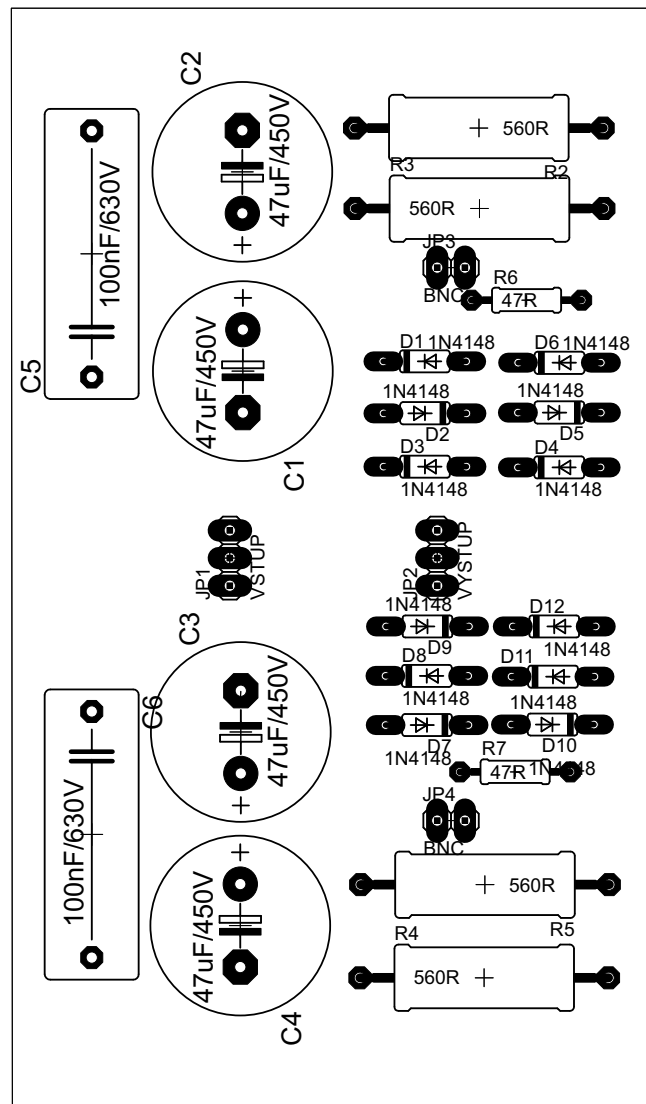 C2
47uF/450V
+
100nF/630V
C5
560R
R3
R2
560R
JP3
BNC
R6
47R
+
47uF/450V
C1
D1
1N4148
D6
1N4148
1N4148
D2
1N4148
D5
D3
1N4148
D4
1N4148
JP1
VSTUP
JP2
VYSTUP
C3
47uF/450V
+
C6
100nF/630V
1N4148
D9
D12
1N4148
D8
1N4148
D11
1N4148
D7
1N4148
D10
1N4148
R7
47R
JP4
BNC
+
47uF/450V
C4
560R
R4
R5
560R